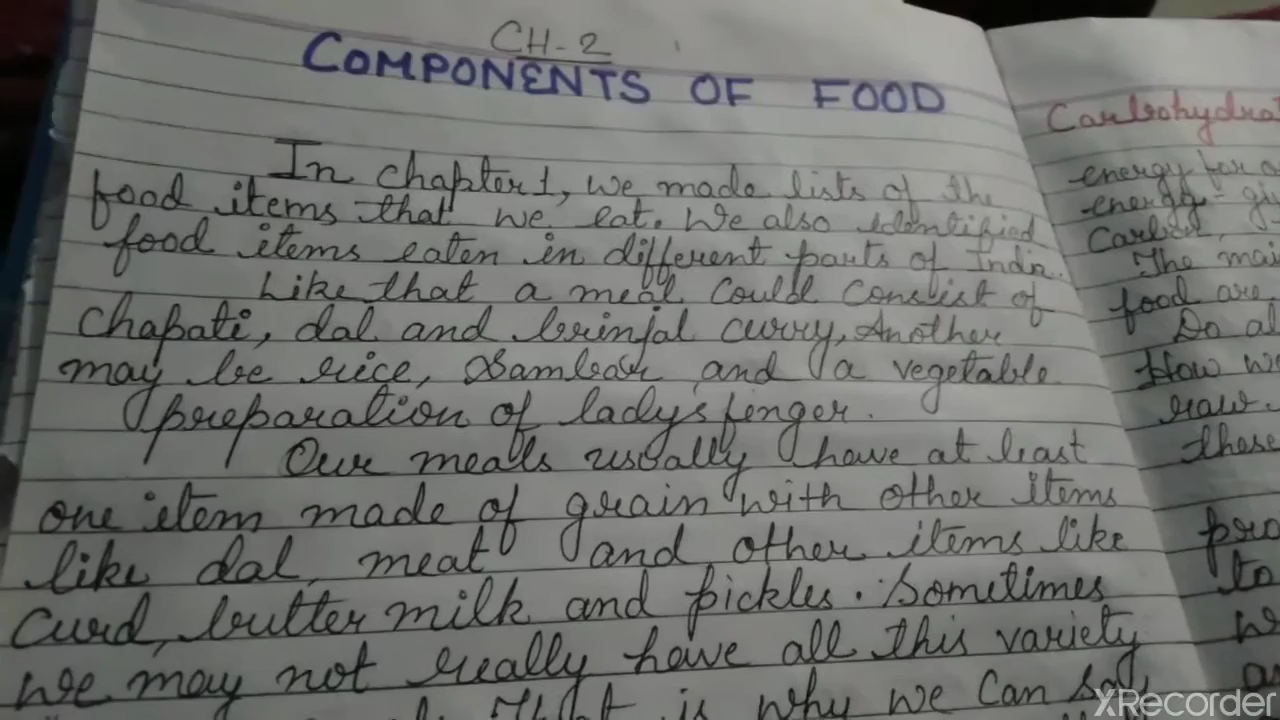 CH-2
COMPONENTS OF FOOD
In chapter 1, we made lists of the
food items that we eat. We also identified
food items eaten in different parts of India.
Like that a meal could consist of
Chapati, dal and brinjal curry, Another
may be rice, Sambar and a vegetable
preparation of lady's finger.
Our meals usually have at least
one item made of grain with other items
like dal, meat and other items like
curd, butter milk and pickles. Sometimes
we may not really have all this variety
is why we can say,
Carbohydrat
energy for
energy-gi
The mai
food are
Do al
How we
raw.
these
pro
to
we
XRecorder